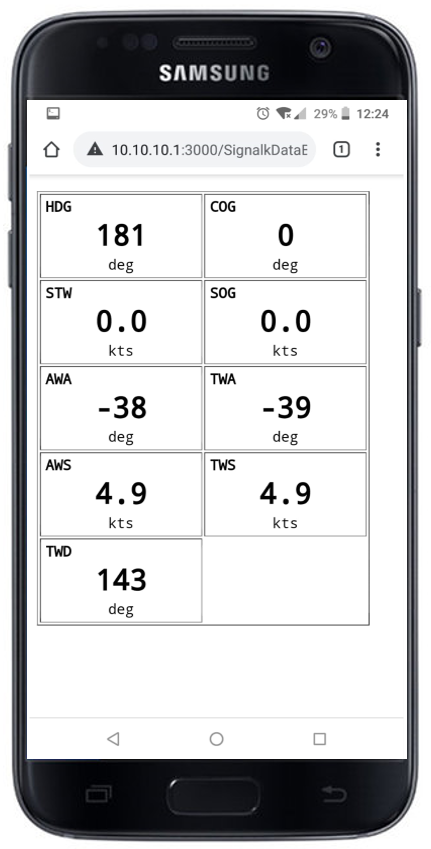 SAMSUNG
29% 12:24
10.10.10.1:3000/SignalkDataE
1
HDG
181
deg
COG
0
deg
STW
0.0
kts
SOG
0.0
kts
AWA
-38
deg
TWA
-39
deg
AWS
4.9
kts
TWS
4.9
kts
TWD
143
deg